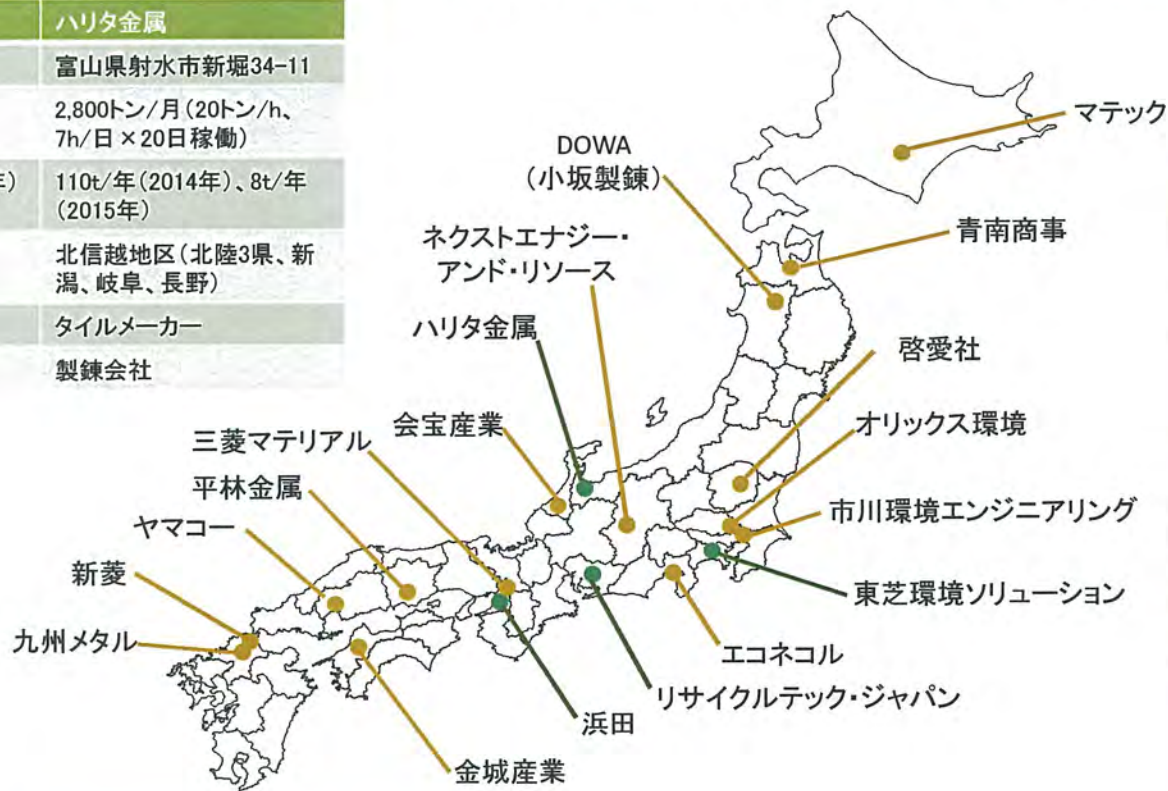 ハリタ金属
富山県射水市新堀34-11
2,800トン/月(20トン/h、
7h/日×20日稼働)
年)
110t/年(2014年)、8t/年
(2015年)
北信越地区(北陸3県、新
潟、岐阜、長野)
タイルメーカー
製錬会社
マテック
DOWA
(小坂製錬)
青南商事
ネクストエナジー・
アンド・リソース
ハリタ金属
啓愛社
会宝産業
オリックス環境
三菱マテリアル
平林金属
市川環境エンジニアリング
ヤマコー
新菱
東芝環境ソリューション
九州メタル
エコネコル
リサイクルテック・ジャパン
浜田
金城産業